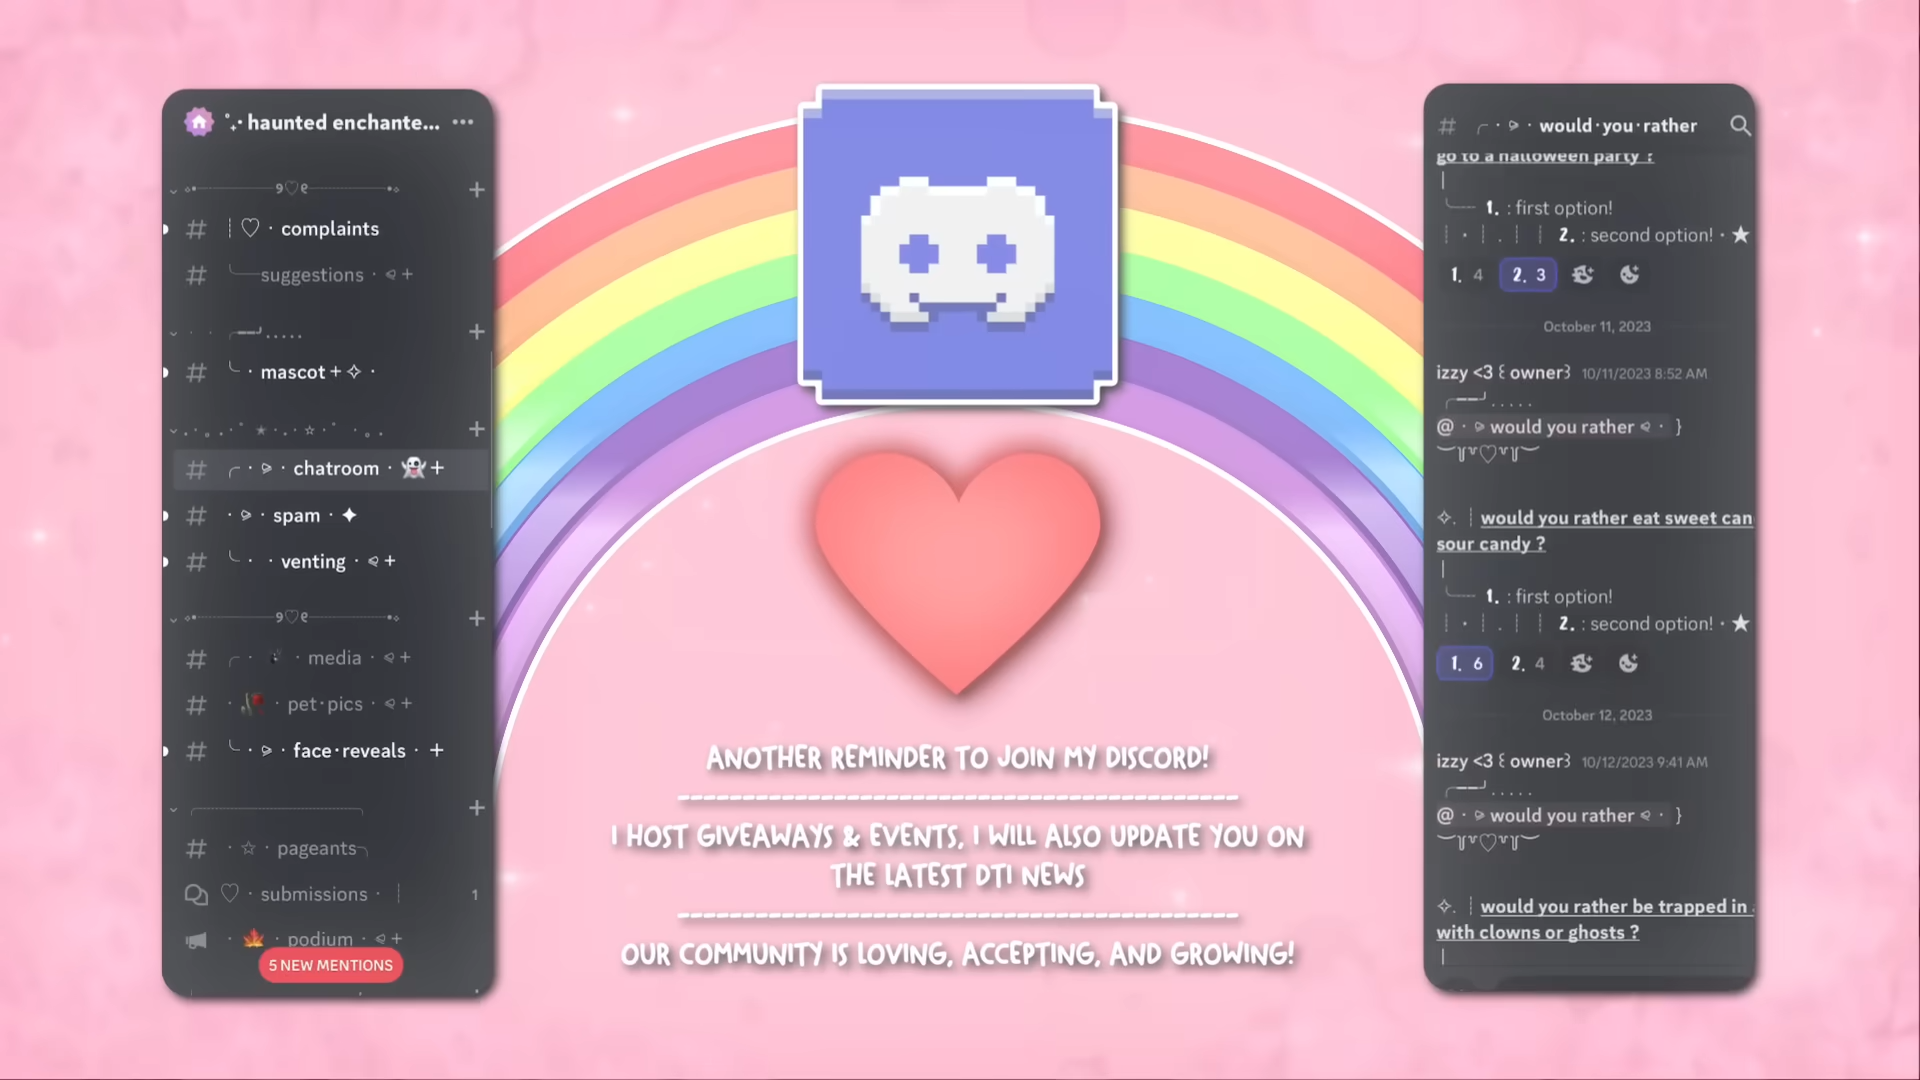 haunted enchante...
complaints
suggestions
mascot
chatroom
spam
venting
media
pet·pics
face·reveals
pageants
submissions
1
podium
5 NEW MENTIONS
ANOTHER REMINDER TO JOIN MY DISCORD!
I HOST GIVEAWAYS & EVENTS, I WILL ALSO UPDATE YOU ON
THE LATEST DTI NEWS
OUR COMMUNITY IS LOVING, ACCEPTING, AND GROWING!
would·you·rather
go to a halloween party ?
1. : first option!
2. : second option! · ★
1. 4 2. 3
October 11, 2023
izzy <3 ꒰ owner꒱ 10/11/2023 8:52 AM
@ · would you rather · }
would you rather eat sweet can
sour candy ?
1. : first option!
2. : second option! · ★
1. 6 2. 4
October 12, 2023
izzy <3 ꒰ owner꒱ 10/12/2023 9:41 AM
@ · would you rather · }
would you rather be trapped in
with clowns or ghosts ?